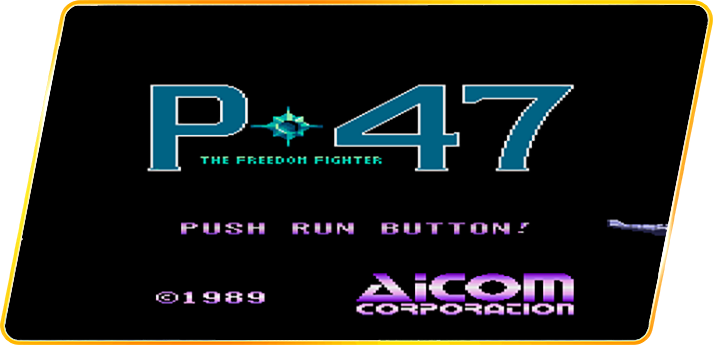 P-47
THE FREEDOM FIGHTER
PUSH RUN BUTTON!
©1989
AiCOM
CORPORATION